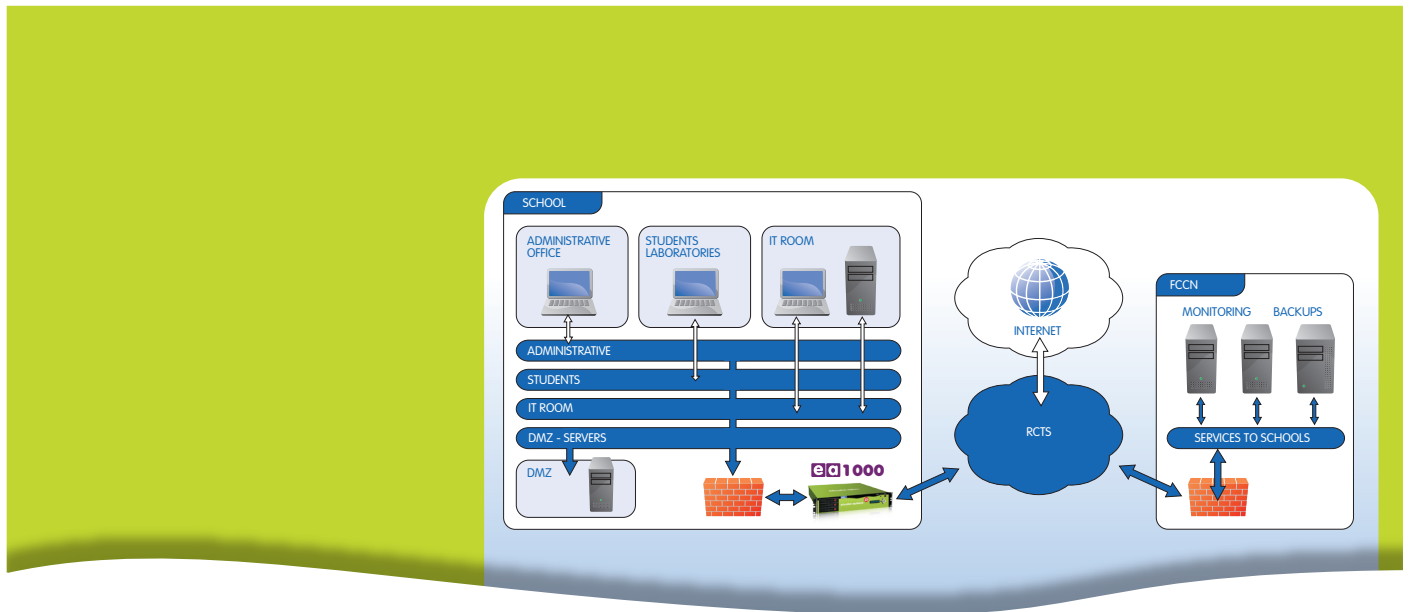 SCHOOL
ADMINISTRATIVE
OFFICE
STUDENTS
LABORATORIES
IT ROOM
ADMINISTRATIVE
STUDENTS
IT ROOM
DMZ - SERVERS
DMZ
ea1000
INTERNET
RCTS
FCCN
MONITORING
BACKUPS
SERVICES TO SCHOOLS